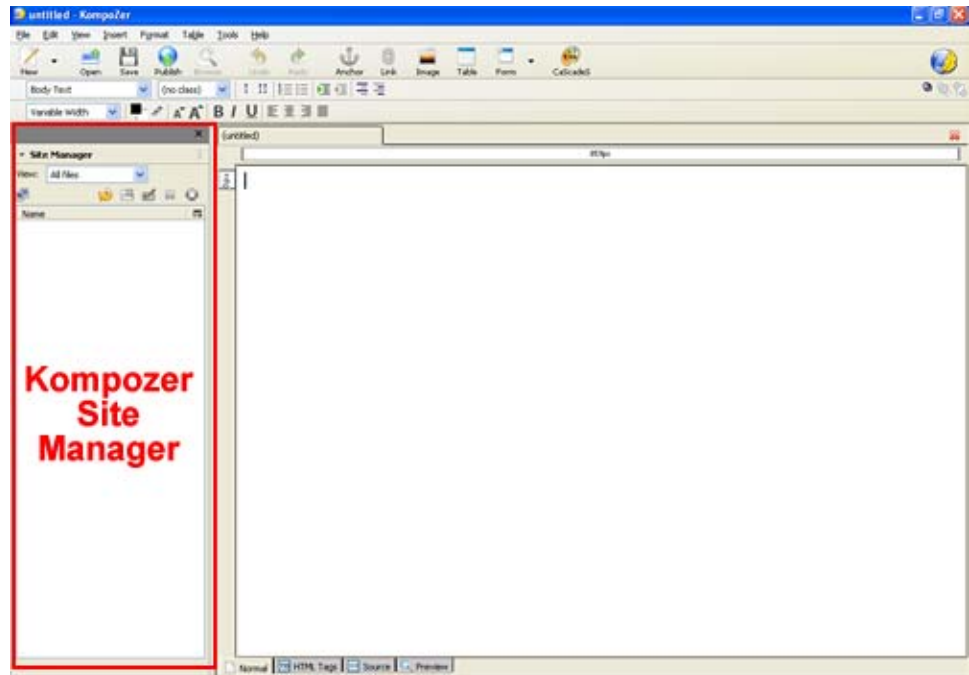 untitled - KompoZer
File Edit View Insert Format Table Tools Help
New Open Save Publish Browse Undo Redo Anchor Link Image Table Form CaScadeS
Body Text (no class)
Variable Width
B I U
(untitled)
Site Manager
View: All files
Name
Kompozer
Site
Manager
Normal HTML Tags Source Preview